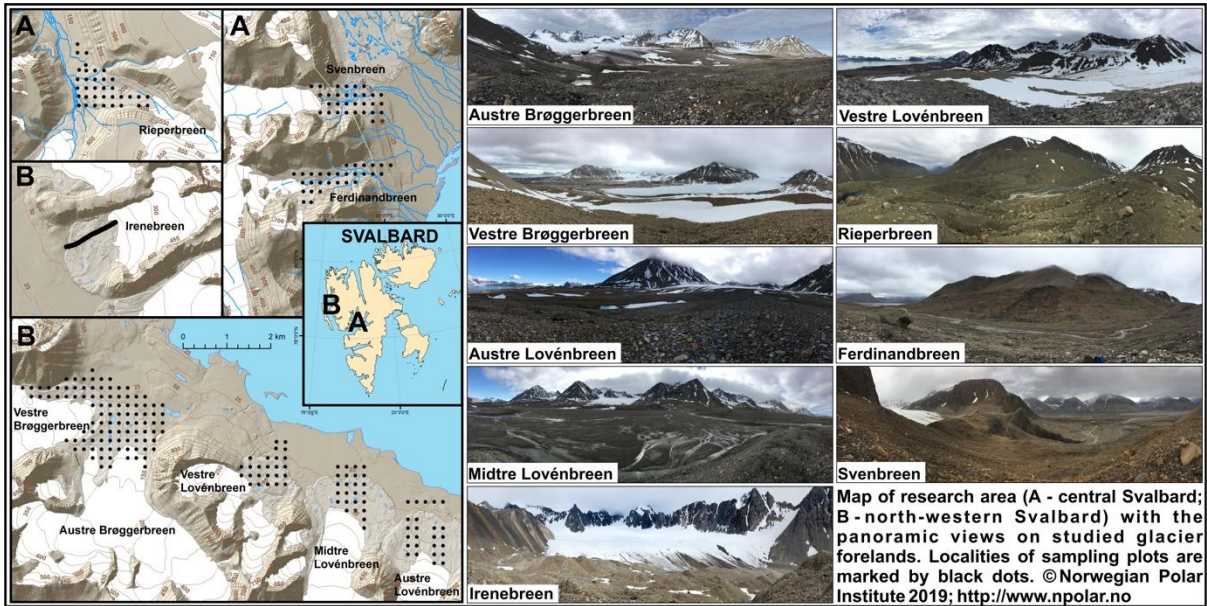 A
Rieperbreen
A
Svenbreen
Ferdinandbreen
B
Irenebreen
SVALBARD
B
A
B
0 1 2 km
Vestre
Brøggerbreen
Vestre
Lovénbreen
Austre Brøggerbreen
Midtre
Lovénbreen
Austre
Lovénbreen
Austre Brøggerbreen
Vestre Lovénbreen
Vestre Brøggerbreen
Rieperbreen
Austre Lovénbreen
Ferdinandbreen
Midtre Lovénbreen
Svenbreen
Irenebreen
Map of research area (A - central Svalbard;
B - north-western Svalbard) with the
panoramic views on studied glacier
forelands. Localities of sampling plots are
marked by black dots. © Norwegian Polar
Institute 2019; http://www.npolar.no